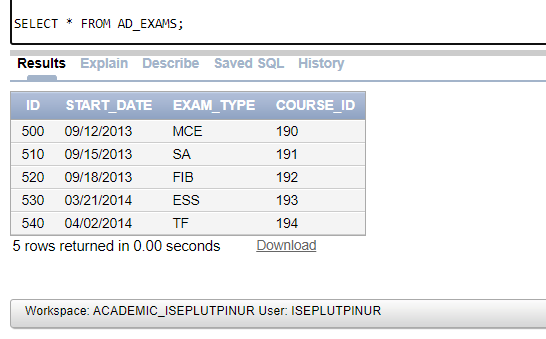 SELECT * FROM AD_EXAMS;
Results Explain Describe Saved SQL History
ID START_DATE EXAM_TYPE COURSE_ID
500 09/12/2013 MCE 190
510 09/15/2013 SA 191
520 09/18/2013 FIB 192
530 03/21/2014 ESS 193
540 04/02/2014 TF 194
5 rows returned in 0.00 seconds Download
Workspace: ACADEMIC_ISEPLUTPINUR User: ISEPLUTPINUR